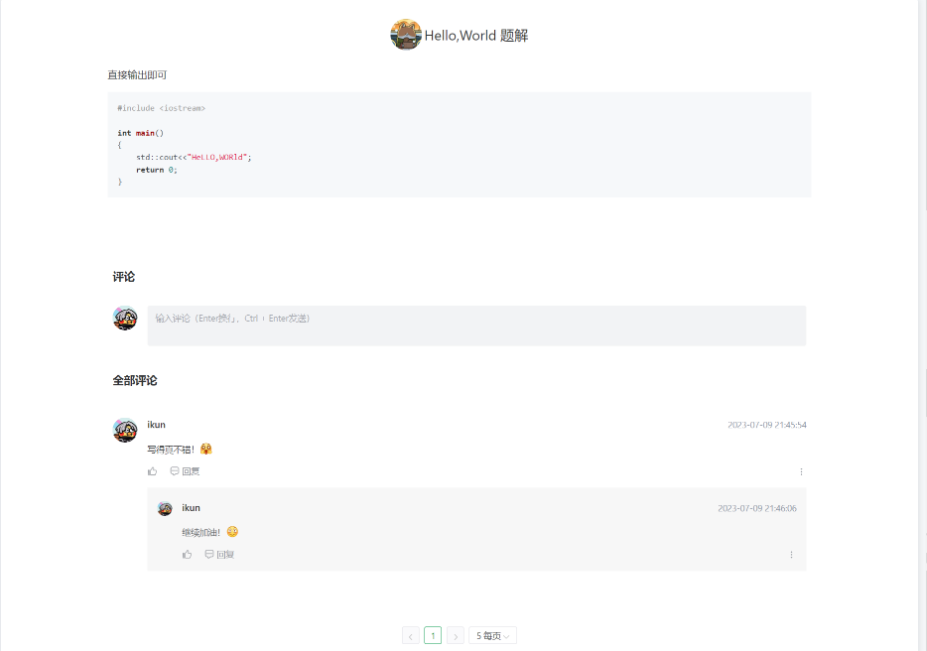 Hello,World 题解
直接输出即可
#include <iostream>
int main()
{
std::cout<<"HeLLO,WORld";
return 0;
}
评论
输入评论（Enter换行，Ctrl + Enter发送）
全部评论
ikun
2023-07-09 21:45:54
写得真不错！
回复
ikun
2023-07-09 21:46:06
继续加油！
回复
1
5 每页